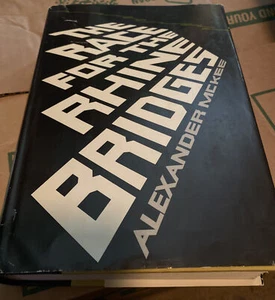 THE
RACE
FOR THE
RHINE
BRIDGES
ALEXANDER McKEE